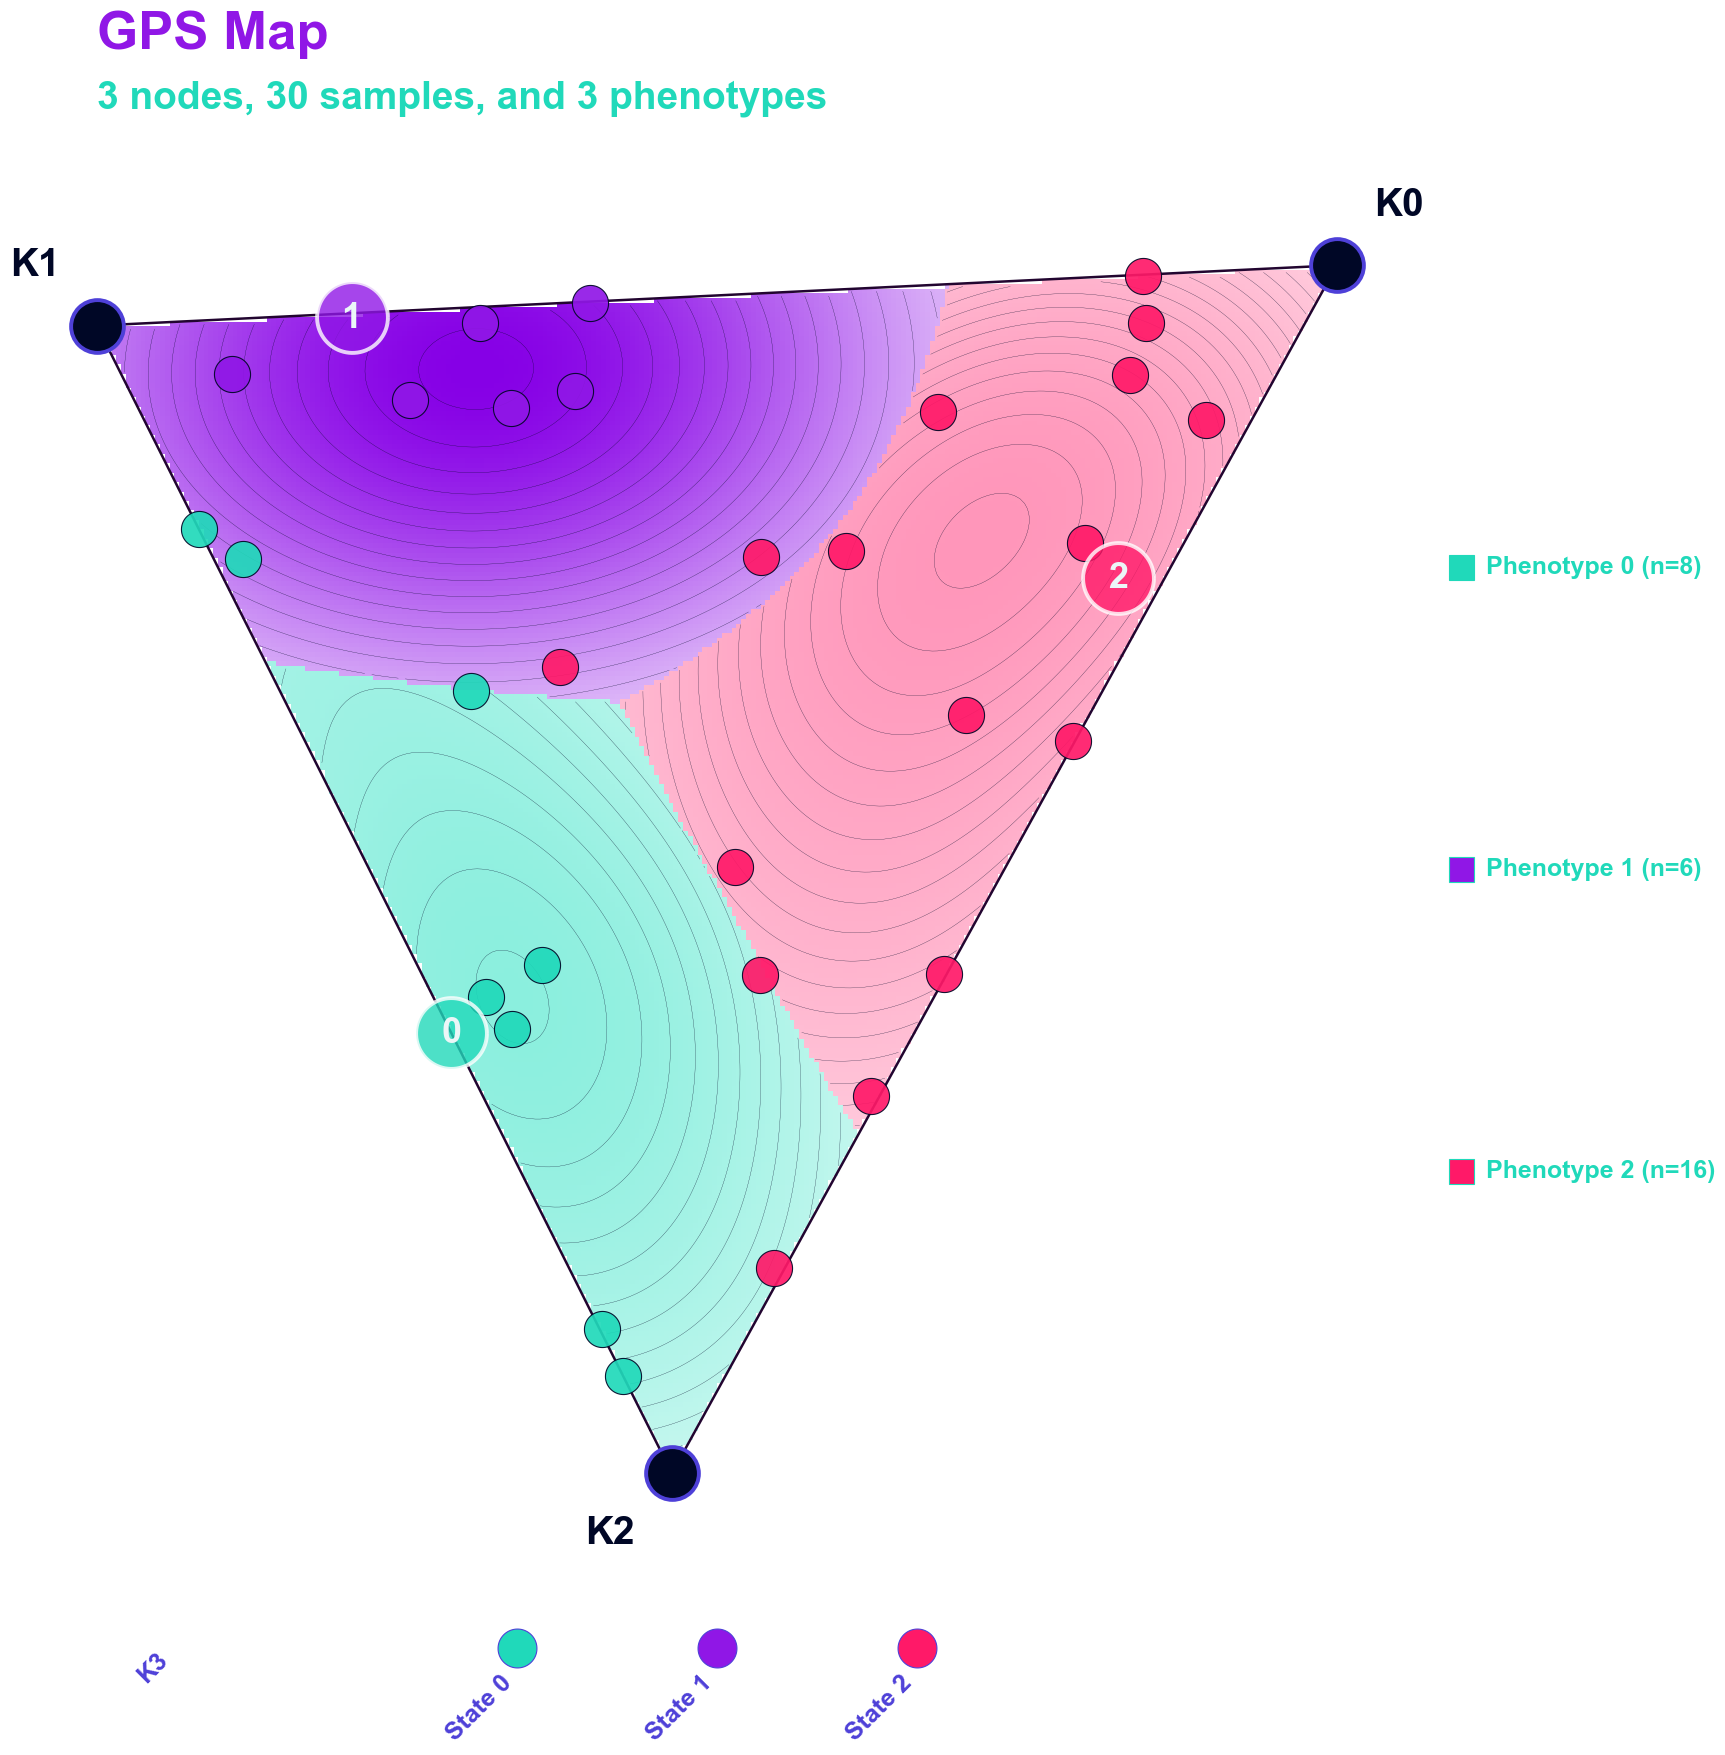 GPS Map
3 nodes, 30 samples, and 3 phenotypes
K0
K1
1
2
0
K2
Phenotype 0 (n=8)
Phenotype 1 (n=6)
Phenotype 2 (n=16)
K3
State 0
State 1
State 2